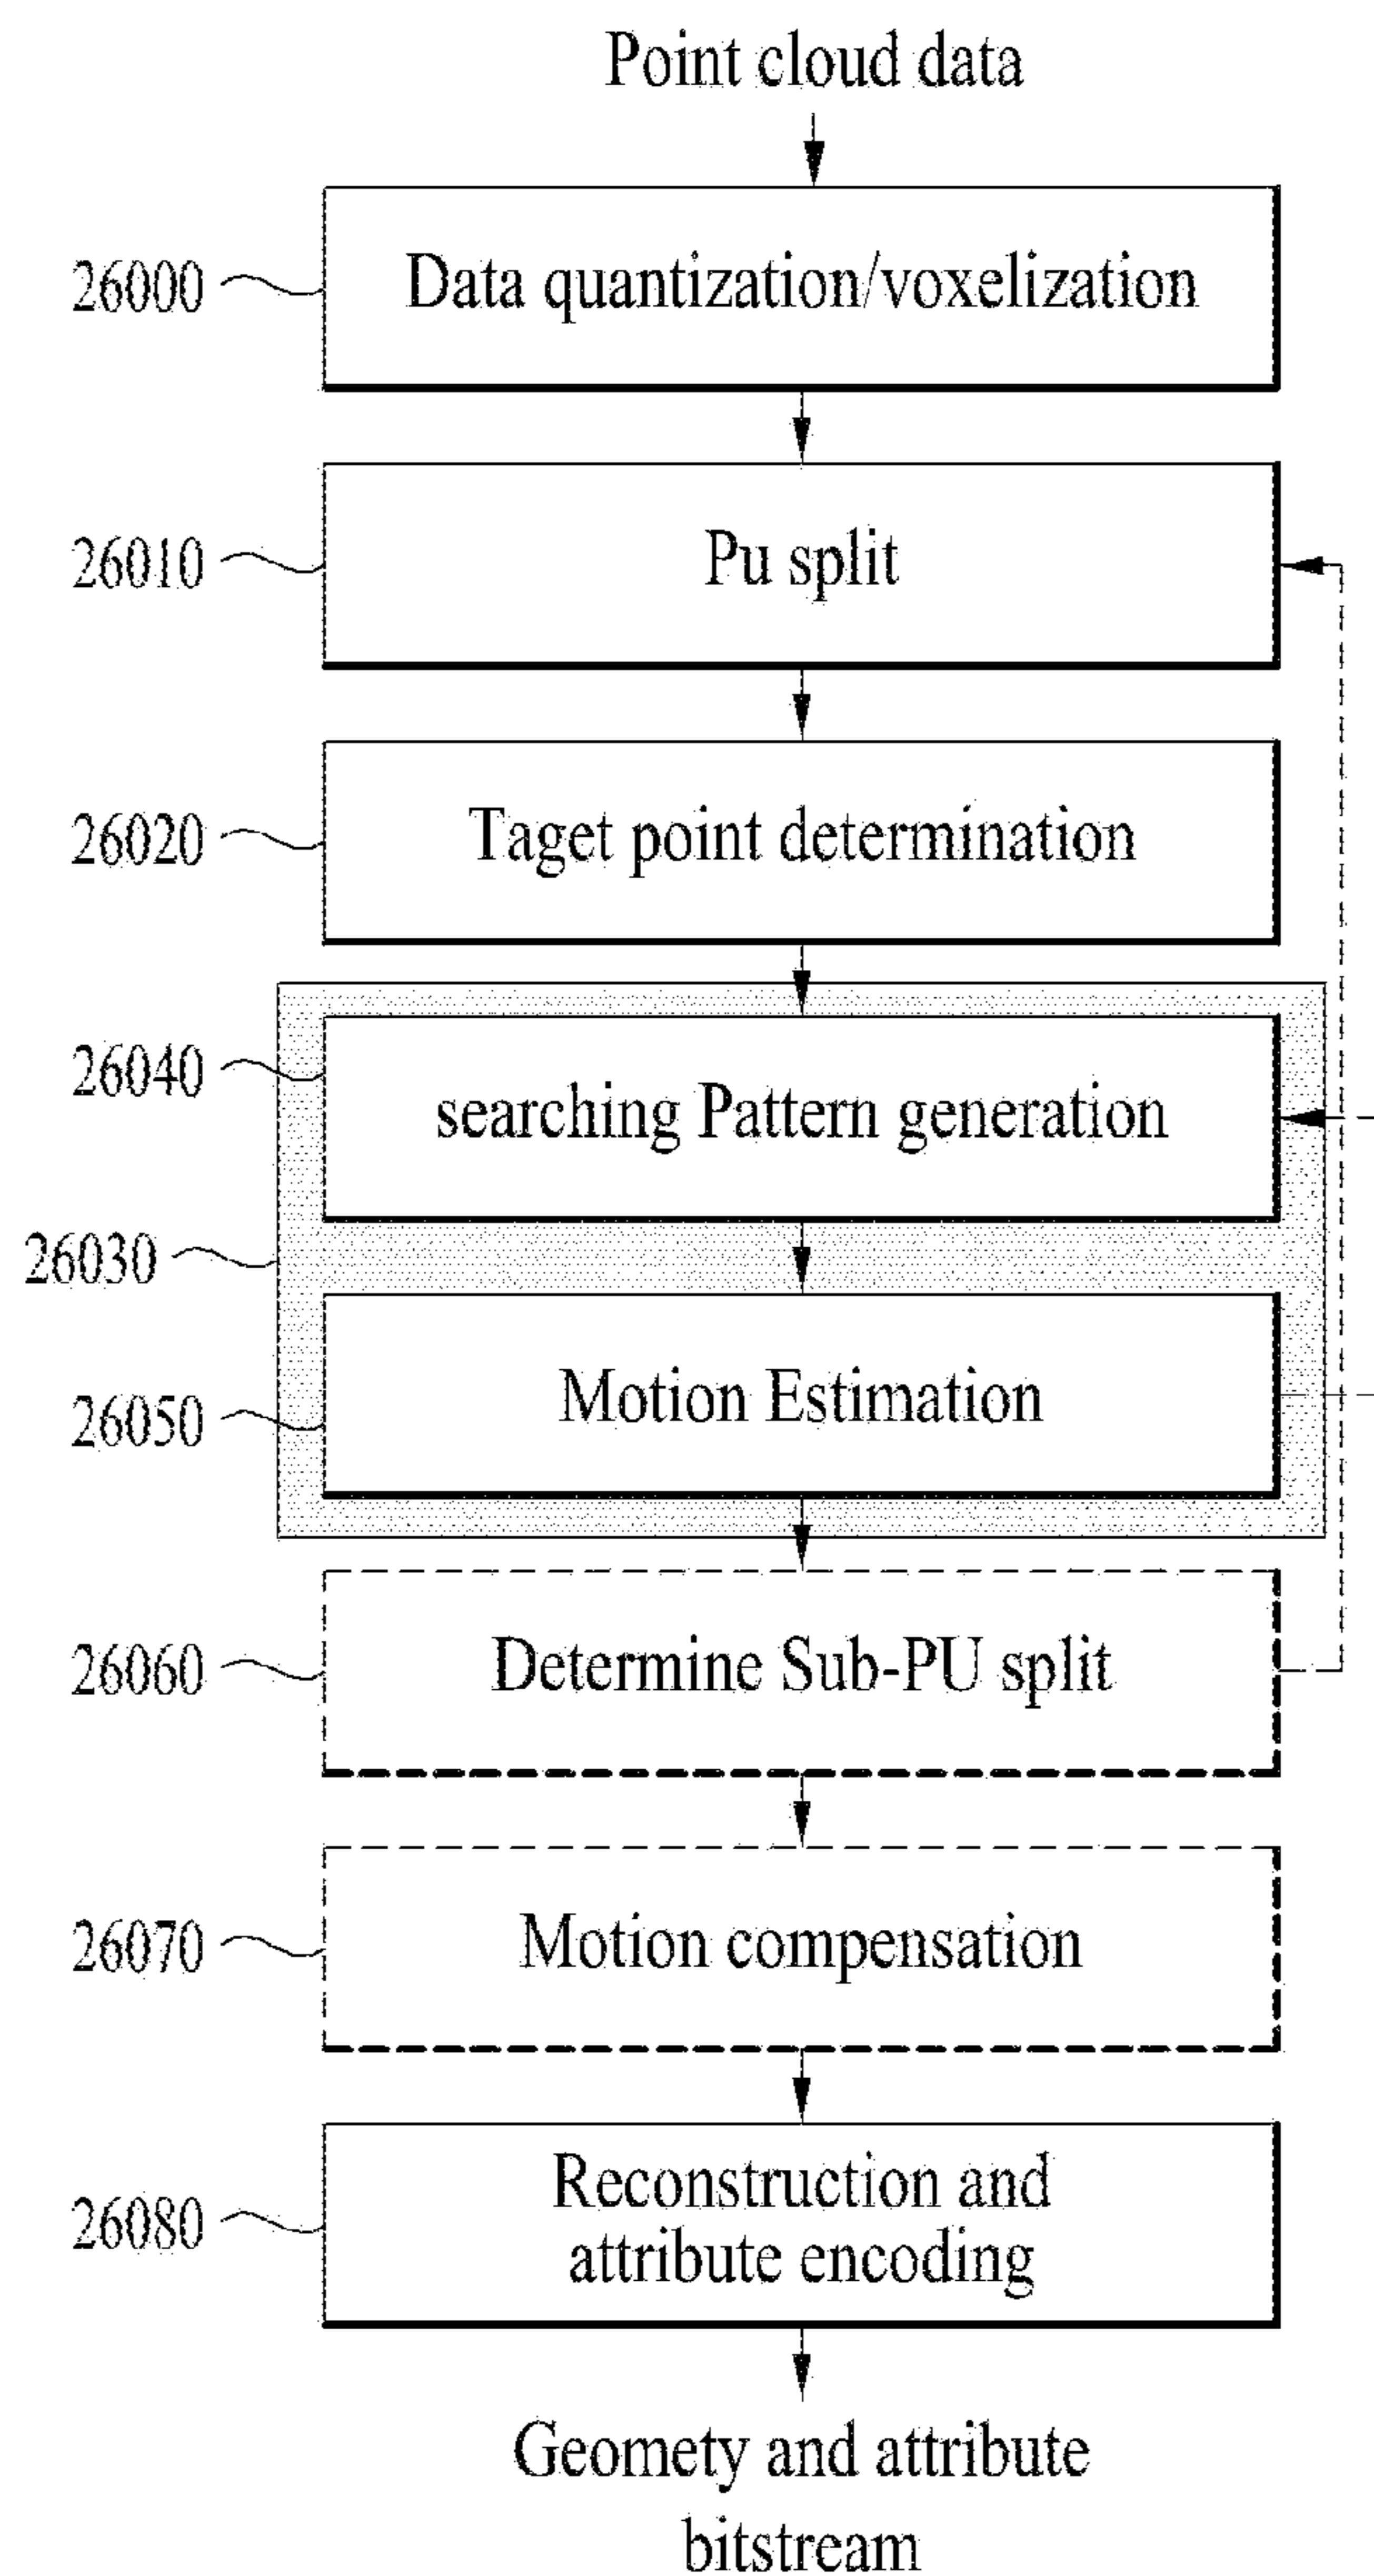 Point cloud data
26000
Data quantization/voxelization
26010
Pu split
26020
Taget point determination
26040
searching Pattern generation
26030
26050
Motion Estimation
26060
Determine Sub-PU split
26070
Motion compensation
26080
Reconstruction and
attribute encoding
Geomety and attribute
bitstream